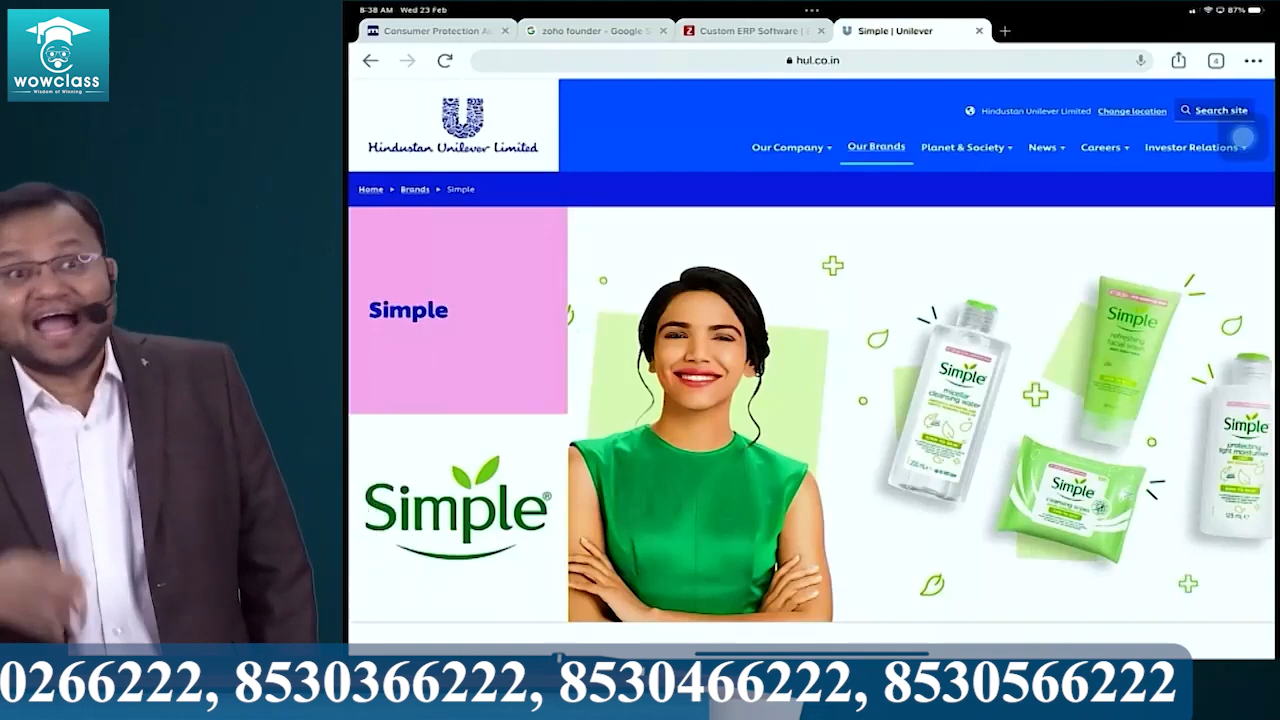 8:38 AM Wed 23 Feb
87%
wowclass
Wisdom of Winning
Consumer Protection A
zoho founder - Google S
Custom ERP Software | E
Simple | Unilever
hul.co.in
4
Hindustan Unilever Limited
Hindustan Unilever Limited Change location Search site
Our Company Our Brands Planet & Society News Careers Investor Relations
Home Brands Simple
Simple
Simple®
Simple
micellar
cleansing water
Simple
refreshing
facial wash
Simple
cleansing wipes
Simple
protecting
light moisturiser
0266222, 8530366222, 8530466222, 8530566222